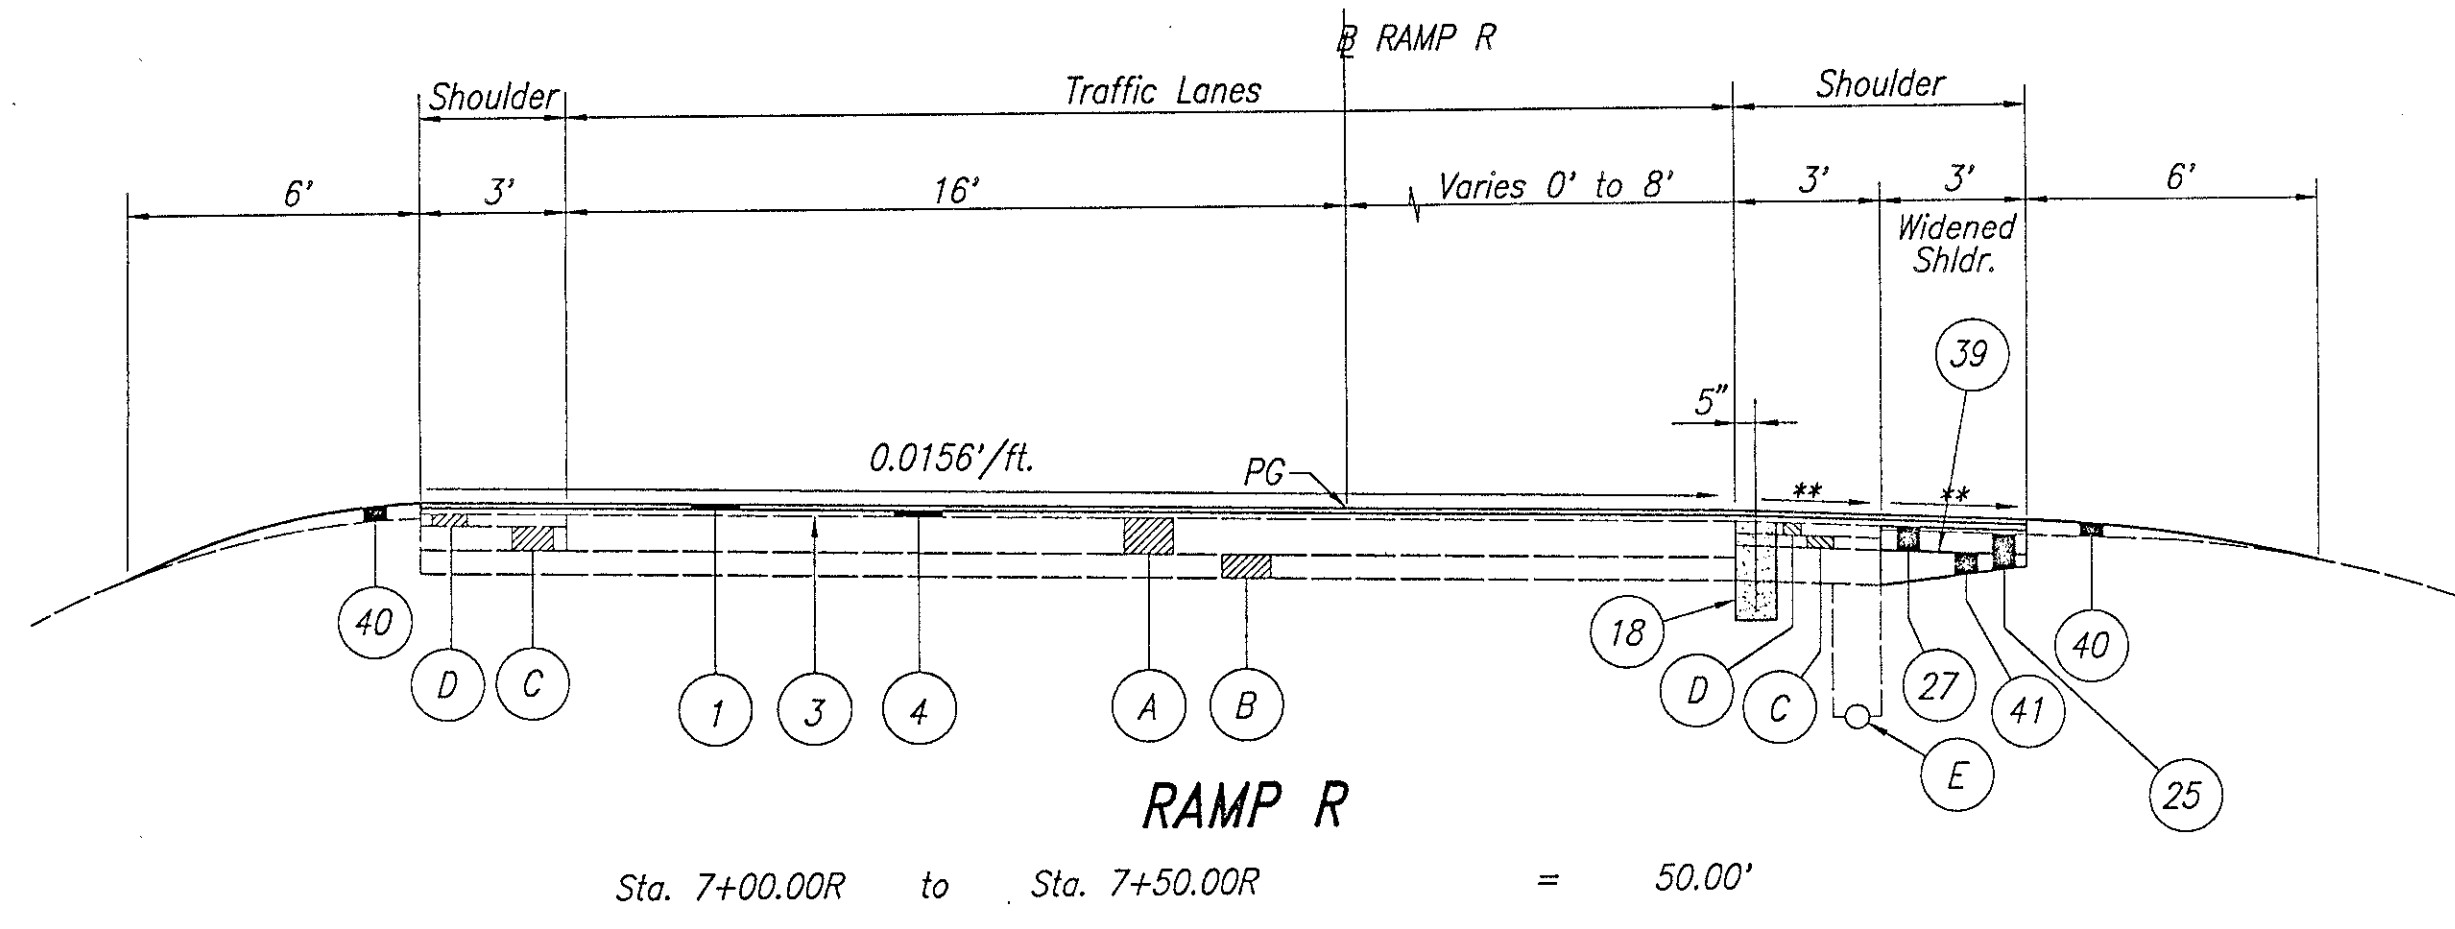 ℄ RAMP R
Shoulder Traffic Lanes Shoulder
6' 3' 16' Varies 0' to 8' 3' 3' 6'
Widened
Shldr.
39
5"
0.0156'/ft. PG
** **
40 D C 1 3 4 A B 18 D C E 27 41 25 40
RAMP R
Sta. 7+00.00R to Sta. 7+50.00R = 50.00'